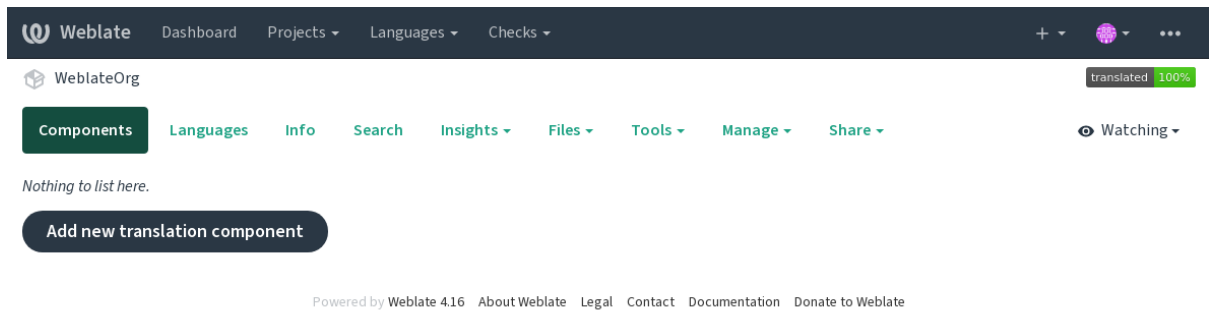 Weblate Dashboard Projects Languages Checks
WeblateOrg translated 100%
Components Languages Info Search Insights Files Tools Manage Share Watching
Nothing to list here.
Add new translation component
Powered by Weblate 4.16 About Weblate Legal Contact Documentation Donate to Weblate